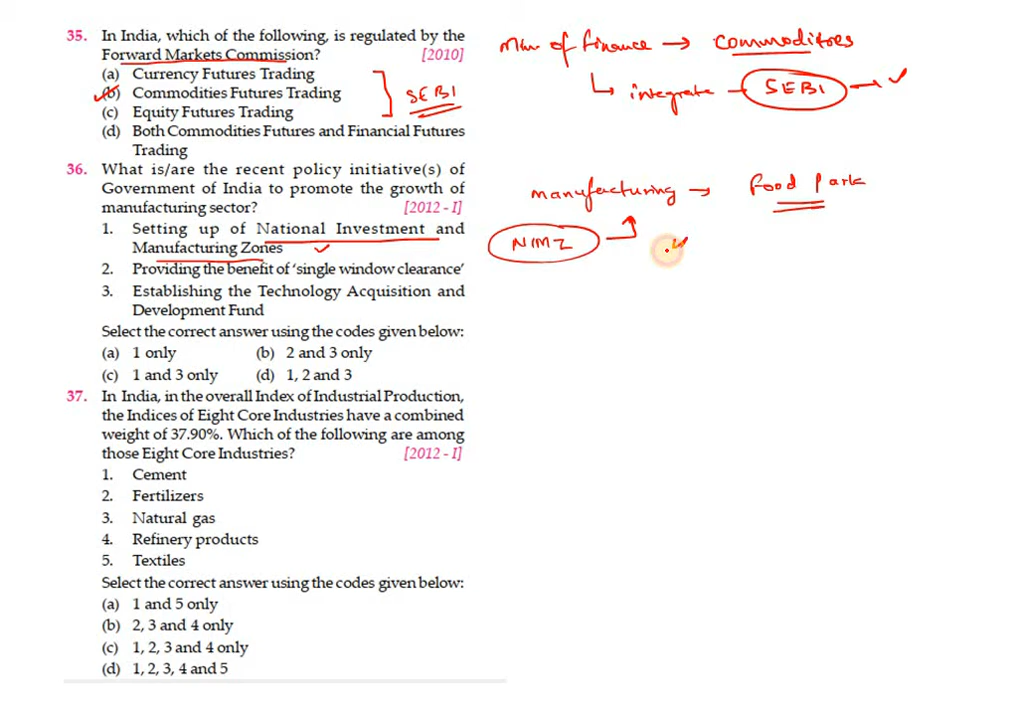 35. In India, which of the following, is regulated by the
Forward Markets Commission? [2010]
(a) Currency Futures Trading
(b) Commodities Futures Trading
(c) Equity Futures Trading
(d) Both Commodities Futures and Financial Futures
Trading
SEBI
36. What is/are the recent policy initiative(s) of
Government of India to promote the growth of
manufacturing sector? [2012 - I]
1. Setting up of National Investment and
Manufacturing Zones
2. Providing the benefit of 'single window clearance'
3. Establishing the Technology Acquisition and
Development Fund
Select the correct answer using the codes given below:
(a) 1 only (b) 2 and 3 only
(c) 1 and 3 only (d) 1, 2 and 3
37. In India, in the overall Index of Industrial Production,
the Indices of Eight Core Industries have a combined
weight of 37.90%. Which of the following are among
those Eight Core Industries? [2012 - I]
1. Cement
2. Fertilizers
3. Natural gas
4. Refinery products
5. Textiles
Select the correct answer using the codes given below:
(a) 1 and 5 only
(b) 2, 3 and 4 only
(c) 1, 2, 3 and 4 only
(d) 1, 2, 3, 4 and 5
of finance → commodities
integrate - SEBI
manufacturing → Food Park
NIMZ